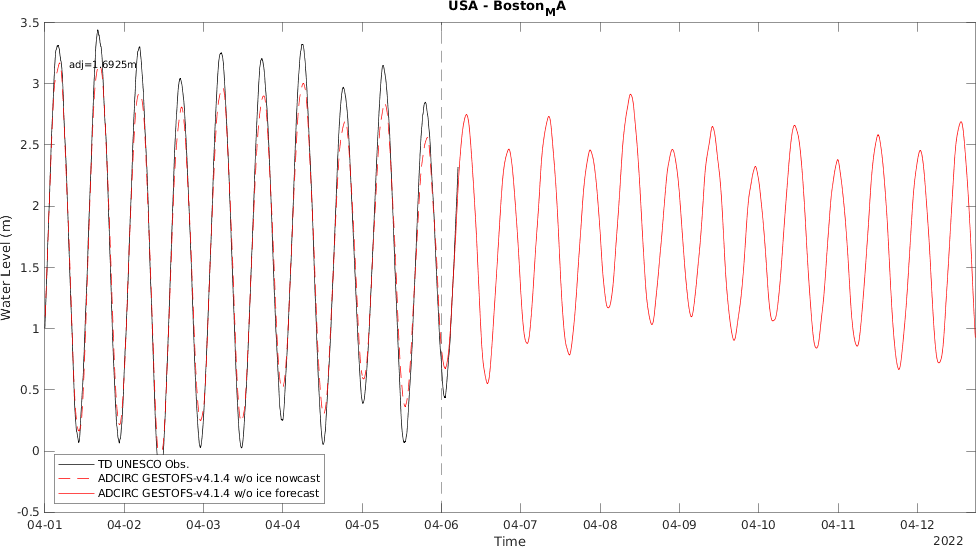 USA - BostonMA
3.5
adj=1.6925m
3
2.5
2
1.5
1
0.5
0
-0.5
Water Level (m)
TD UNESCO Obs.
ADCIRC GESTOFS-v4.1.4 w/o ice nowcast
ADCIRC GESTOFS-v4.1.4 w/o ice forecast
04-01 04-02 04-03 04-04 04-05 04-06 04-07 04-08 04-09 04-10 04-11 04-12
Time
2022